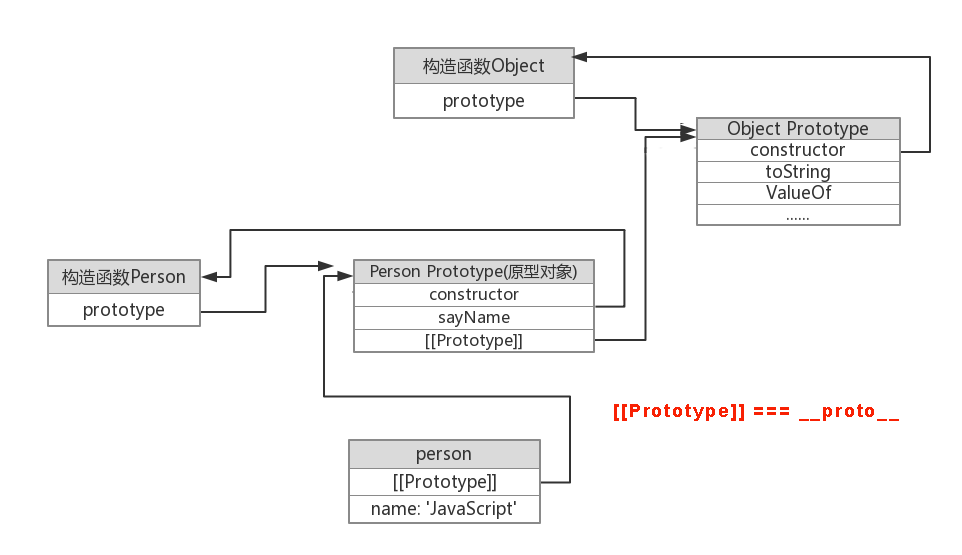 构造函数Object
prototype
Object Prototype
constructor
toString
ValueOf
......
构造函数Person
prototype
Person Prototype(原型对象)
constructor
sayName
[[Prototype]]
[[Prototype]] === __proto__
person
[[Prototype]]
name: 'JavaScript'